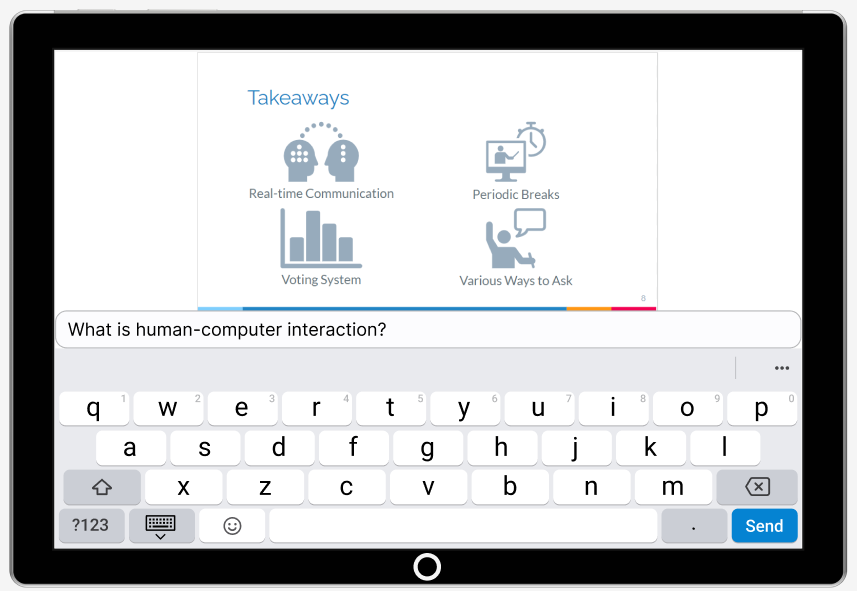 Takeaways
Real-time Communication
Periodic Breaks
Voting System
Various Ways to Ask
8
What is human-computer interaction?
•••
q 1 w 2 e 3 r 4 t 5 y 6 u 7 i 8 o 9 p 0
a s d f g h j k l
x z c v b n m
?123 . Send